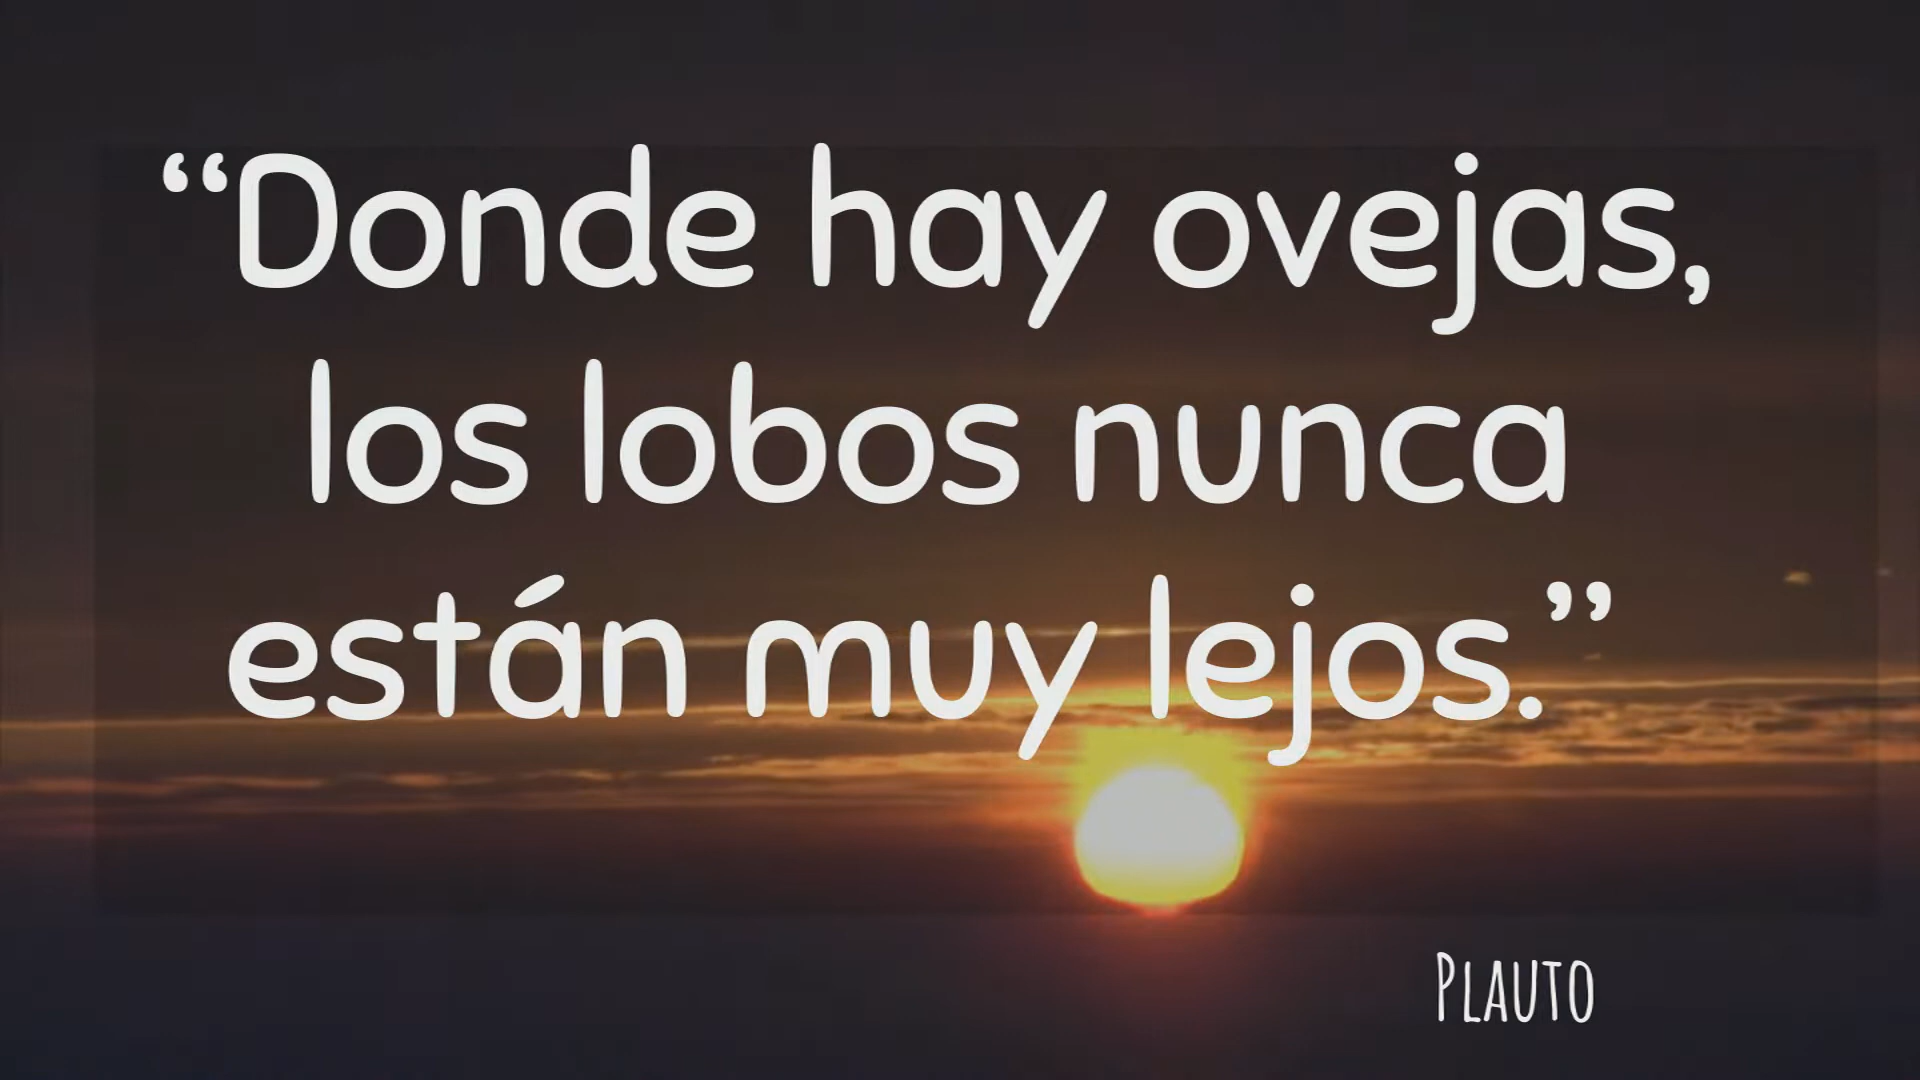 “Donde hay ovejas,
los lobos nunca
están muy lejos.”
Plauto